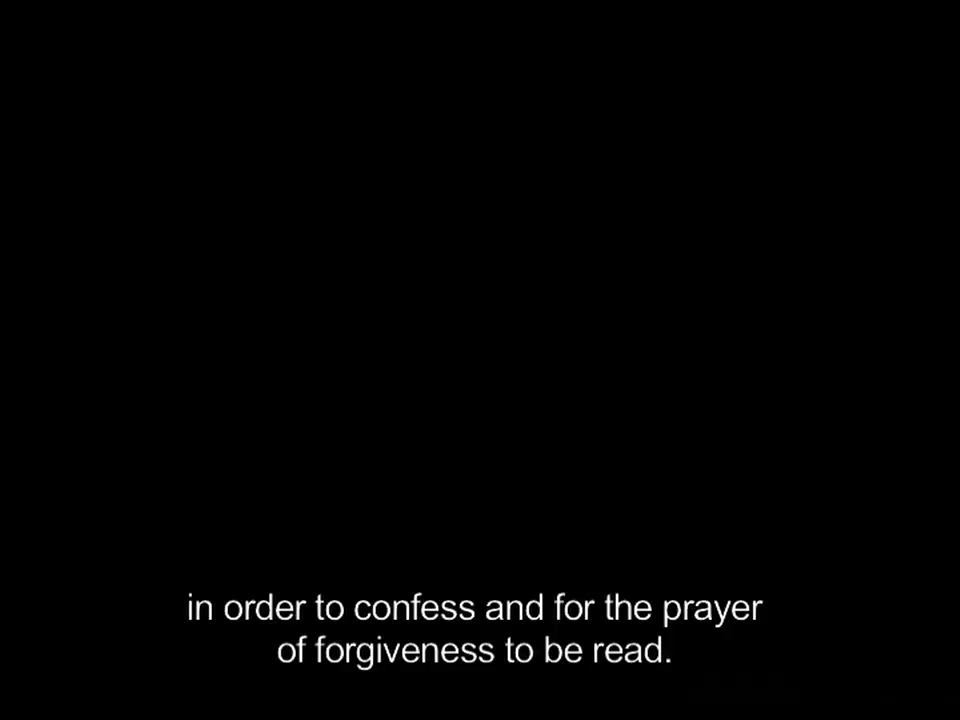 in order to confess and for the prayer
of forgiveness to be read.